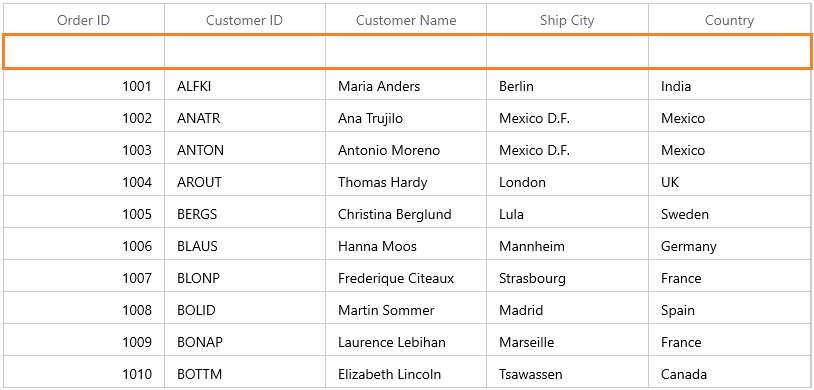 Order ID Customer ID Customer Name Ship City Country
1001 ALFKI Maria Anders Berlin India
1002 ANATR Ana Trujilo Mexico D.F. Mexico
1003 ANTON Antonio Moreno Mexico D.F. Mexico
1004 AROUT Thomas Hardy London UK
1005 BERGS Christina Berglund Lula Sweden
1006 BLAUS Hanna Moos Mannheim Germany
1007 BLONP Frederique Citeaux Strasbourg France
1008 BOLID Martin Sommer Madrid Spain
1009 BONAP Laurence Lebihan Marseille France
1010 BOTTM Elizabeth Lincoln Tsawassen Canada